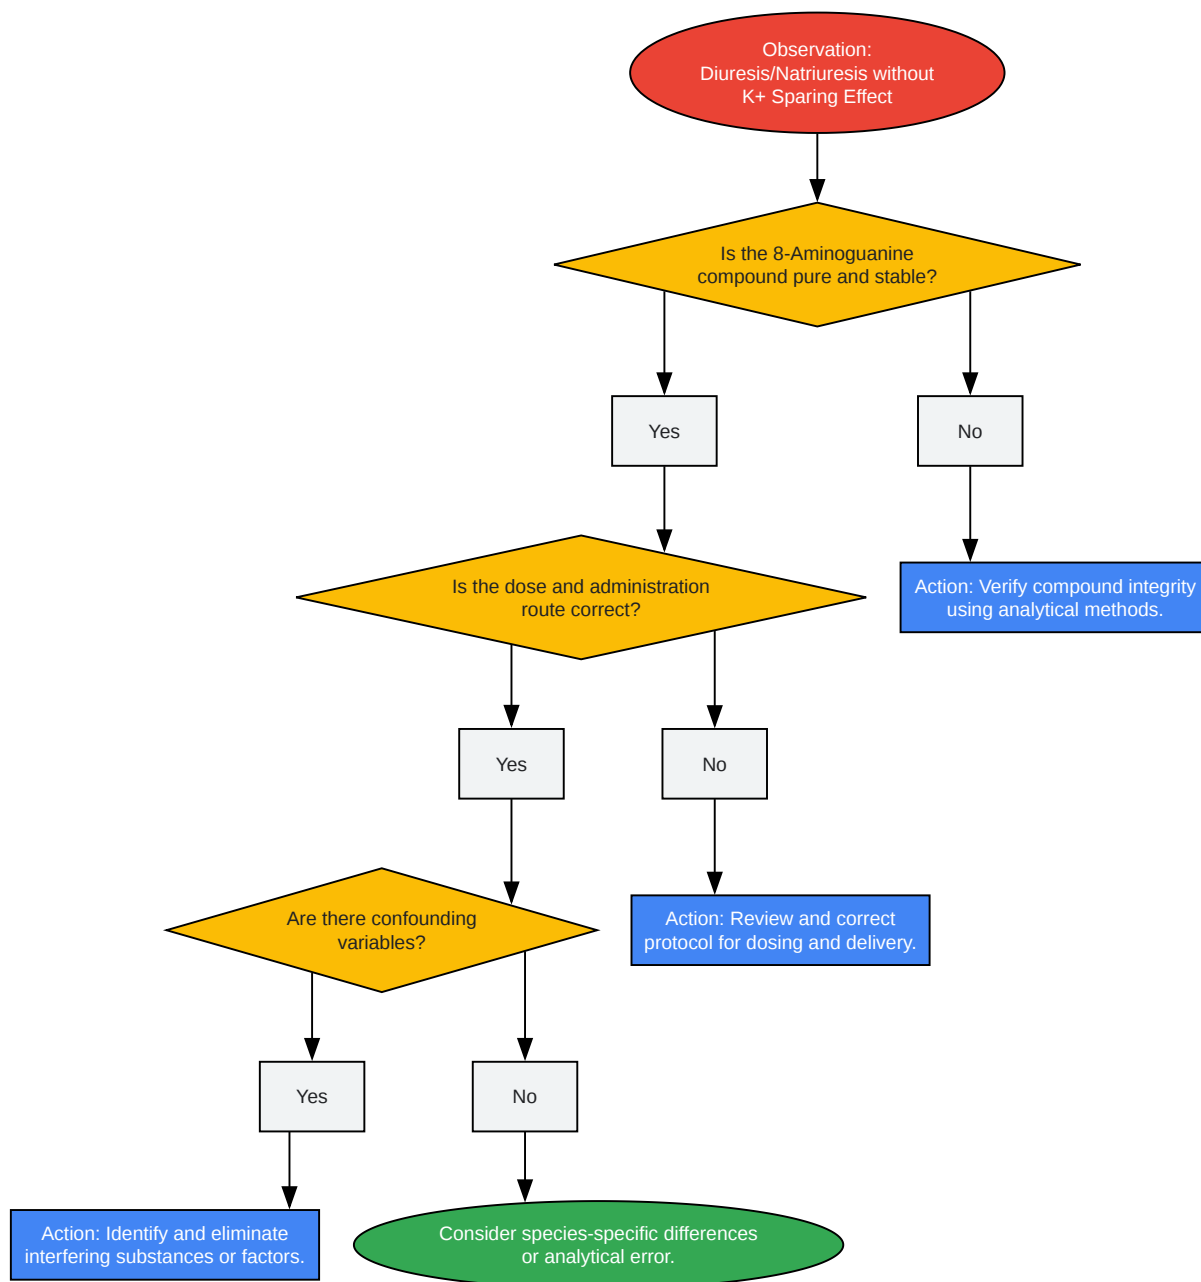 Observation:
Diuresis/Natriuresis without
K+ Sparing Effect
Is the 8-Aminoguanine
compound pure and stable?
Yes
No
Is the dose and administration
route correct?
Action: Verify compound integrity
using analytical methods.
Yes
No
Are there confounding
variables?
Action: Review and correct
protocol for dosing and delivery.
Yes
No
Action: Identify and eliminate
interfering substances or factors.
Consider species-specific differences
or analytical error.